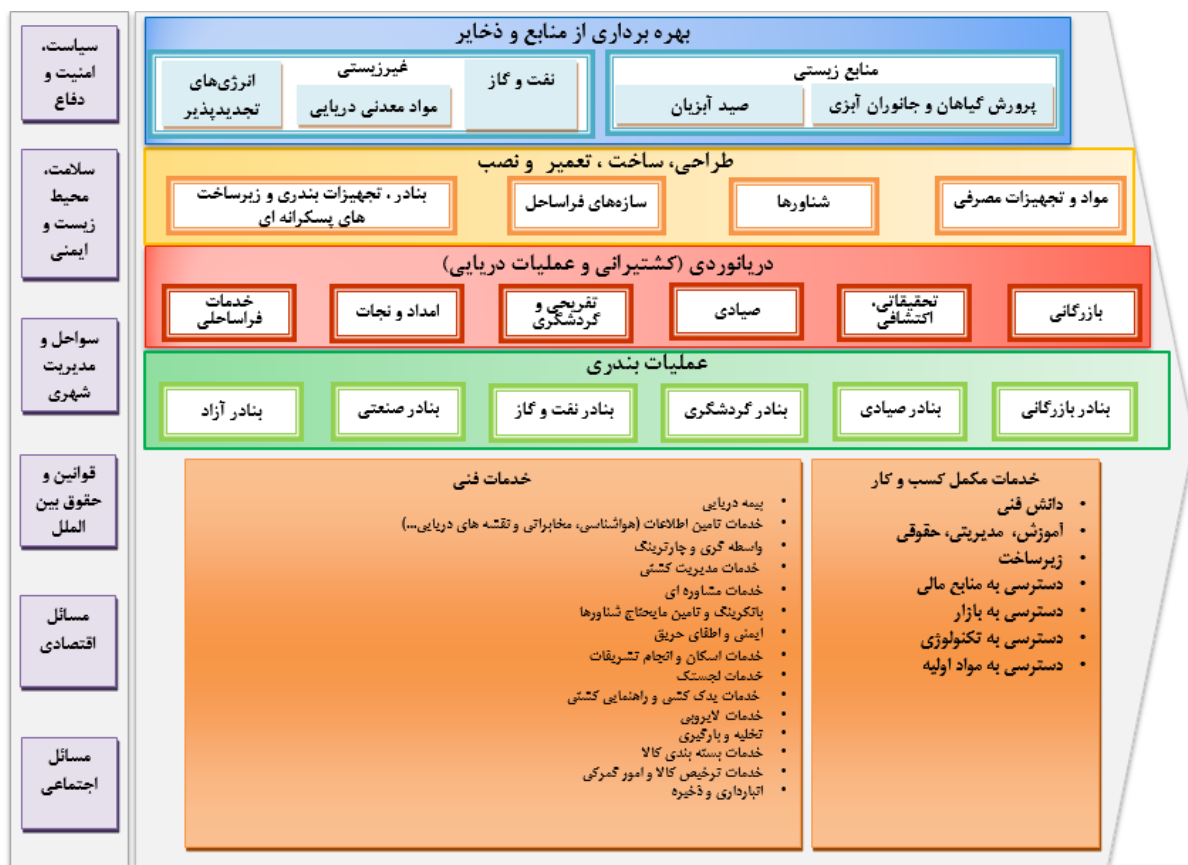 سیاست،
امنیت و
دفاع
سلامت،
محیط
زیست و
ایمنی
سواحل و
مدیریت
شهری
قوانین و
حقوق بین
الملل
مسائل
اقتصادی
مسائل
اجتماعی
بهره برداری از منابع و ذخایر
منابع زیستی
پرورش گیاهان و جانوران آبزی
صید آبزیان
غیرزیستی
نفت و گاز
مواد معدنی دریایی
انرژی‌های
تجدیدپذیر
طراحی، ساخت ، تعمیر و نصب
مواد و تجهیزات مصرفی
شناورها
سازه‌های فراساحل
بنادر ، تجهیزات بندری و زیرساخت
های پسکرانه ای
دریانوردی (کشتیرانی و عملیات دریایی)
بازرگانی
تحقیقاتی،
اکتشافی
صیادی
تفریحی و
گردشگری
امداد و نجات
خدمات
فراساحلی
عملیات بندری
بنادر بازرگانی
بنادر صیادی
بنادر گردشگری
بنادر نفت و گاز
بنادر صنعتی
بنادر آزاد
خدمات مکمل کسب و کار
• دانش فنی
• آموزش، مدیریتی، حقوقی
• زیرساخت
• دسترسی به منابع مالی
• دسترسی به بازار
• دسترسی به تکنولوژی
• دسترسی به مواد اولیه
خدمات فنی
• بیمه دریایی
• خدمات تامین اطلاعات (هواشناسی، مخابراتی و نقشه های دریایی...)
• واسطه گری و چارترینگ
• خدمات مدیریت کشتی
• خدمات مشاوره ای
• بانکرینگ و تامین مایحتاج شناورها
• ایمنی و اطفای حریق
• خدمات اسکان و انجام تشریفات
• خدمات لجستک
• خدمات یدک کشی و راهنمایی کشتی
• خدمات لایروبی
• تخلیه و بارگیری
• خدمات بسته بندی کالا
• خدمات ترخیص کالا و امور گمرکی
• انبارداری و ذخیره